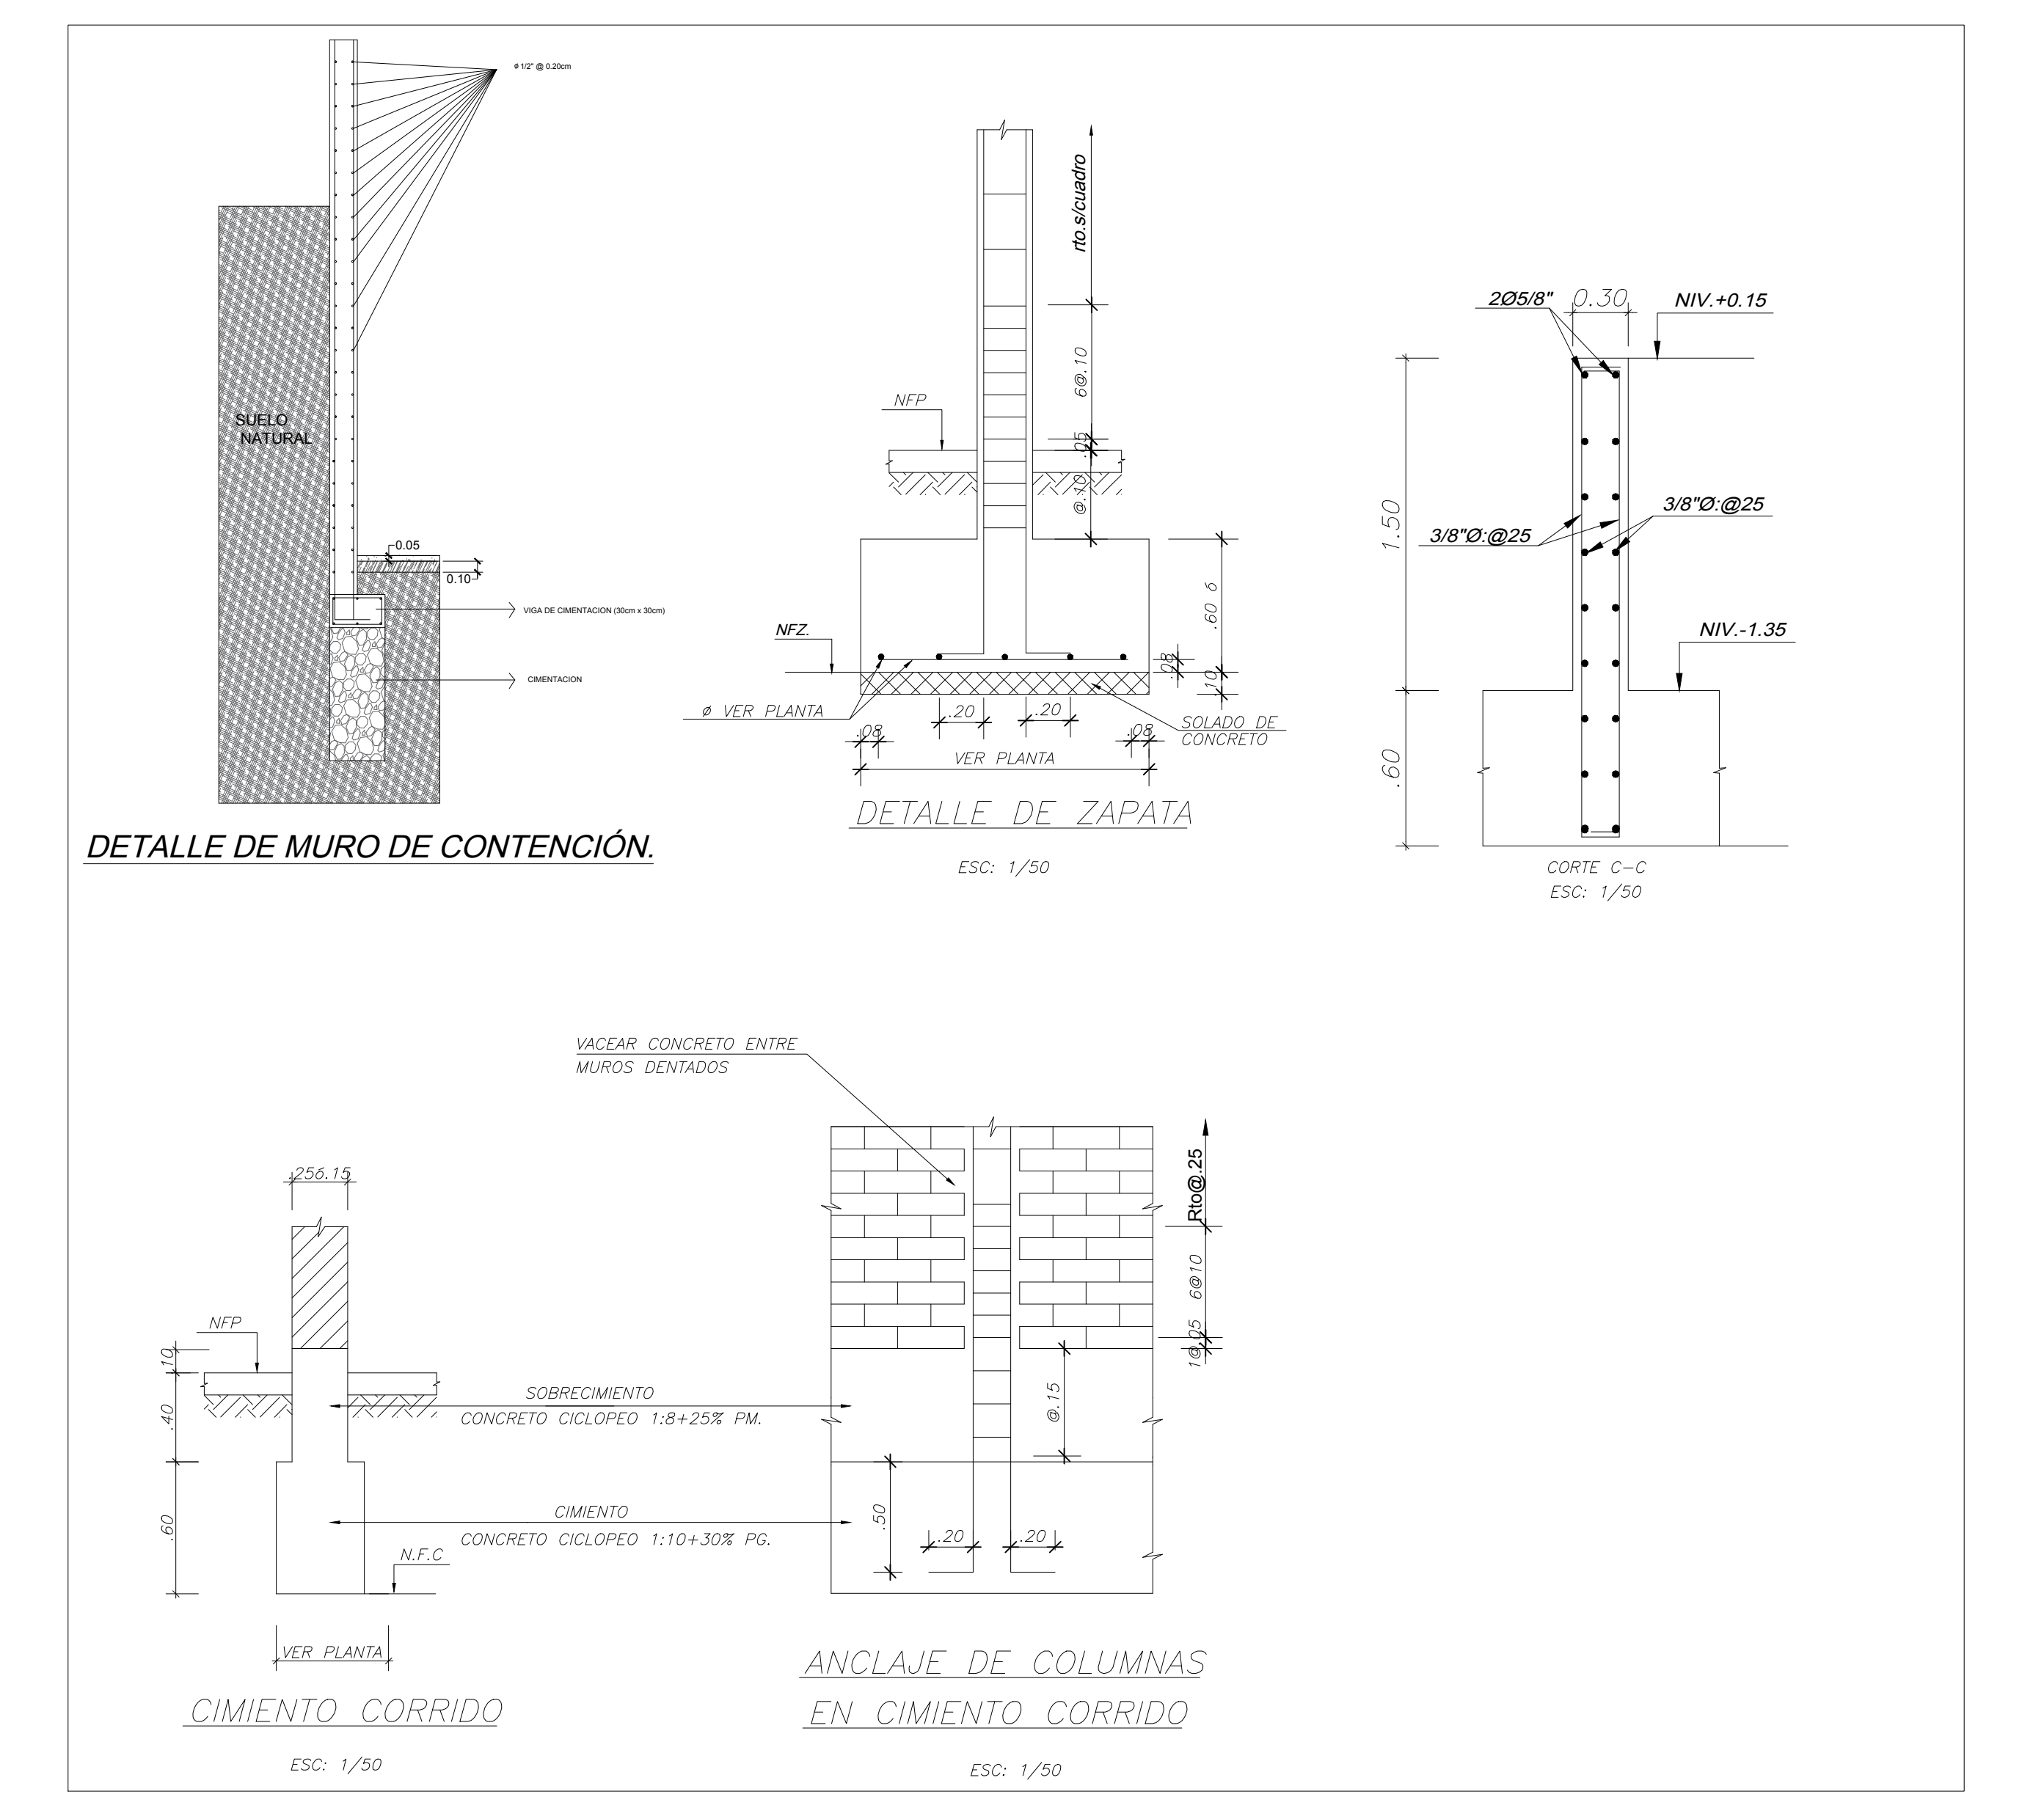 ø 1/2" @ 0.20cm
SUELO
NATURAL
0.05
0.10
VIGA DE CIMENTACION (30cm x 30cm)
CIMENTACION
DETALLE DE MURO DE CONTENCIÓN.
rto.s/cuadro
6@.10
.05
@.10
NFP
.60 ó
NFZ.
.08
.10
ø VER PLANTA
.20
.20
SOLADO DE
CONCRETO
.08
.08
VER PLANTA
DETALLE DE ZAPATA
ESC: 1/50
2Ø5/8"
0.30
NIV.+0.15
1.50
3/8"Ø:@25
3/8"Ø:@25
NIV.-1.35
.60
CORTE C-C
ESC: 1/50
VACEAR CONCRETO ENTRE
MUROS DENTADOS
.25ó.15
NFP
.10
.40
.60
SOBRECIMIENTO
CONCRETO CICLOPEO 1:8+25% PM.
CIMIENTO
CONCRETO CICLOPEO 1:10+30% PG.
N.F.C
VER PLANTA
CIMIENTO CORRIDO
ESC: 1/50
Rto@.25
6@10
1@.05
@.15
.50
.20
.20
ANCLAJE DE COLUMNAS
EN CIMIENTO CORRIDO
ESC: 1/50